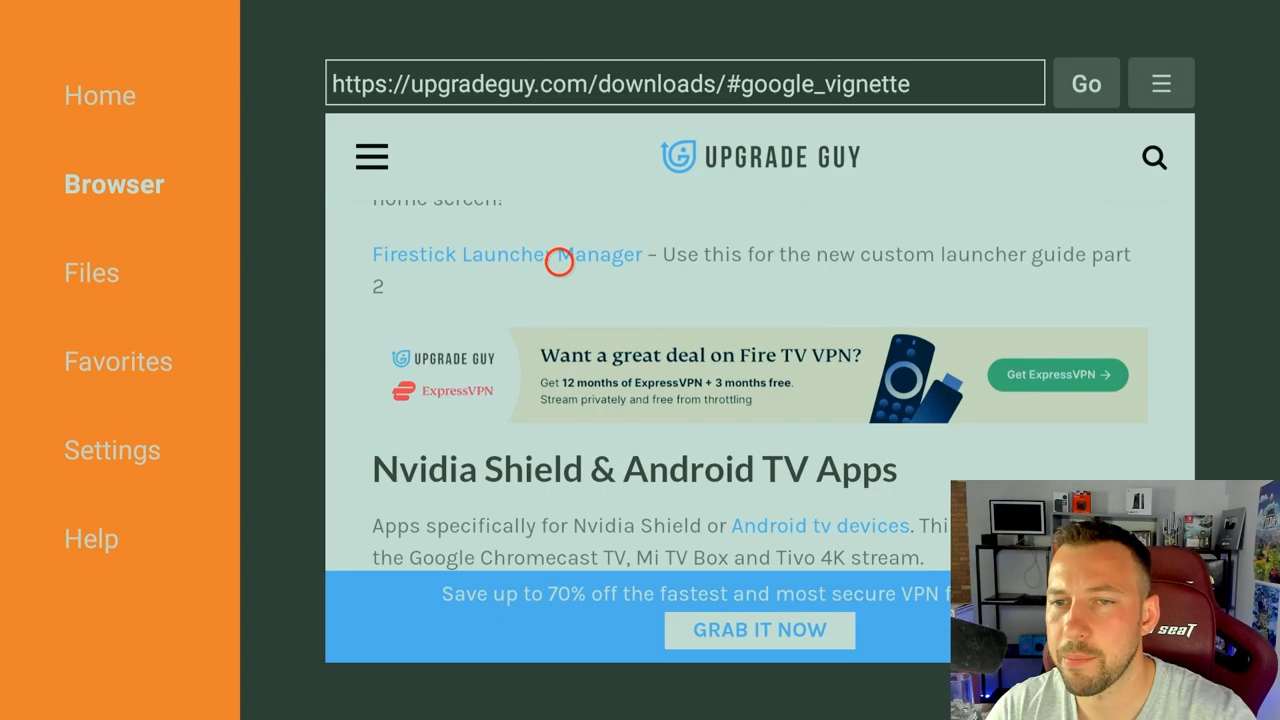 Home
Browser
Files
Favorites
Settings
Help
https://upgradeguy.com/downloads/#google_vignette
Go
UPGRADE GUY
home screen!
Firestick Launcher Manager – Use this for the new custom launcher guide part
2
UPGRADE GUY
ExpressVPN
Want a great deal on Fire TV VPN?
Get 12 months of ExpressVPN + 3 months free.
Stream privately and free from throttling
Get ExpressVPN →
Nvidia Shield & Android TV Apps
Apps specifically for Nvidia Shield or Android tv devices. Thi
the Google Chromecast TV, Mi TV Box and Tivo 4K stream.
Save up to 70% off the fastest and most secure VPN f
GRAB IT NOW
seaT